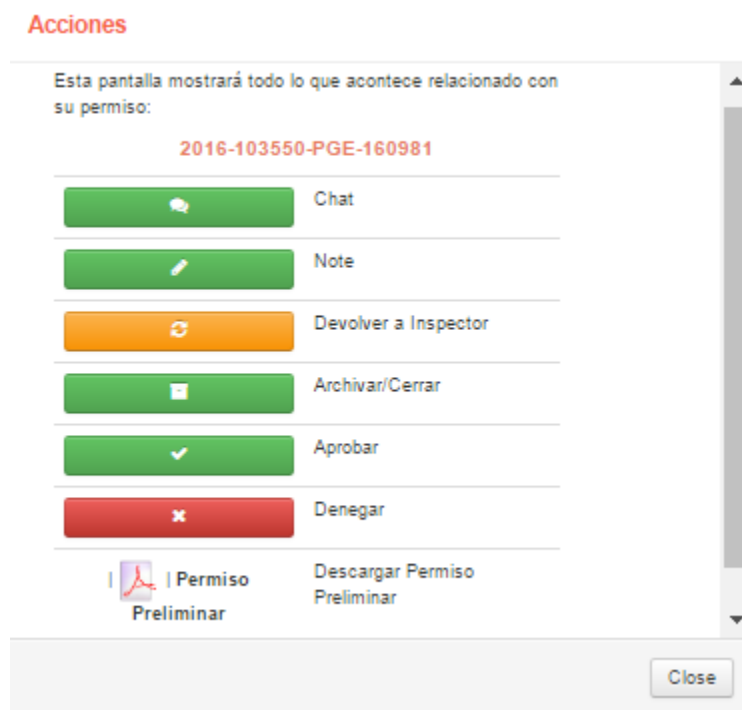 Acciones
Esta pantalla mostrará todo lo que acontece relacionado con
su permiso:
2016-103550-PGE-160981
Chat
Note
Devolver a Inspector
Archivar/Cerrar
Aprobar
Denegar
| | Permiso
Preliminar
Descargar Permiso
Preliminar
Close